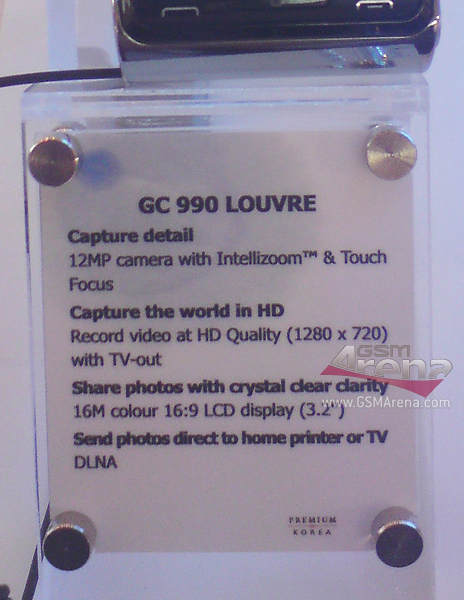 GC 990 LOUVRE
Capture detail
12MP camera with Intellizoom™ & Touch
Focus
Capture the world in HD
Record video at HD Quality (1280 x 720)
with TV-out
Share photos with crystal clear clarity
16M colour 16:9 LCD display (3.2")
Send photos direct to home printer or TV
DLNA
GSM
Arena
www.GSMArena.com
PREMIUM
KOREA